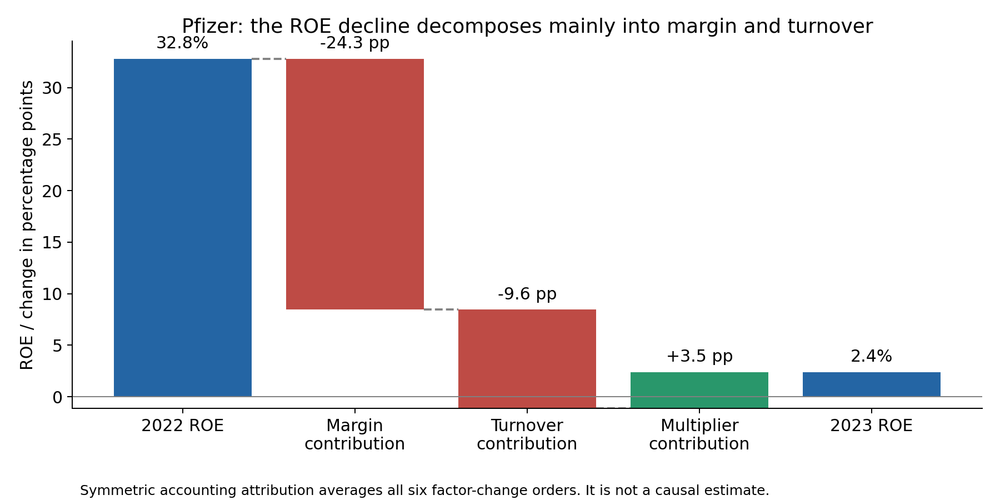 Pfizer: the ROE decline decomposes mainly into margin and turnover
32.8%
-24.3 pp
-9.6 pp
+3.5 pp
2.4%
ROE / change in percentage points
30
25
20
15
10
5
0
2022 ROE
Margin
contribution
Turnover
contribution
Multiplier
contribution
2023 ROE
Symmetric accounting attribution averages all six factor-change orders. It is not a causal estimate.